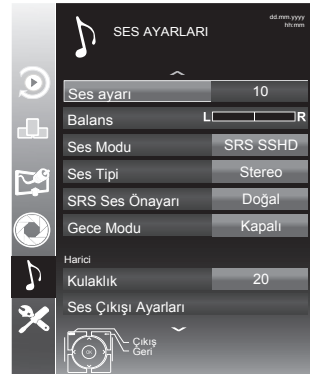 SES AYARLARI
dd.mm.yyyy
hh:mm
Ses ayarı 10
Balans L R
Ses Modu SRS SSHD
Ses Tipi Stereo
SRS Ses Önayarı Doğal
Gece Modu Kapalı
Harici
Kulaklık 20
Ses Çıkışı Ayarları
Çıkış
Geri
OK